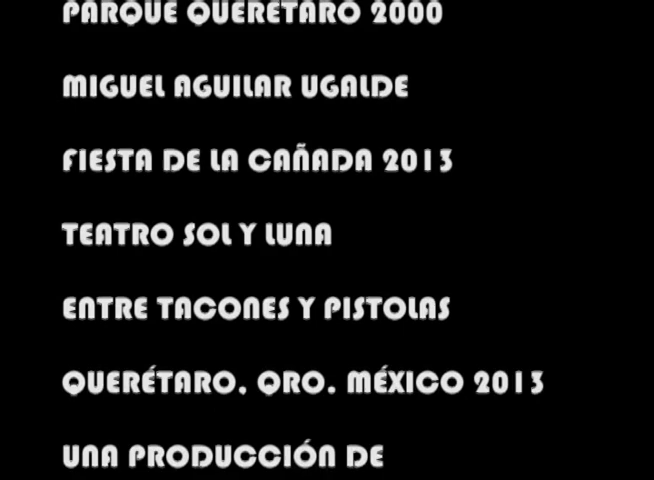 PARQUE QUERETARO 2000
MIGUEL AGUILAR UGALDE
FIESTA DE LA CAÑADA 2013
TEATRO SOL Y LUNA
ENTRE TACONES Y PISTOLAS
QUERÉTARO, QRO. MÉXICO 2013
UNA PRODUCCIÓN DE